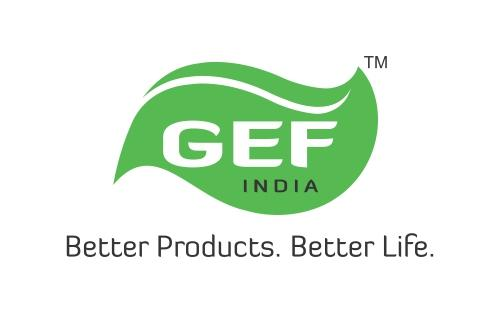 TM
GEF
INDIA
Better Products. Better Life.